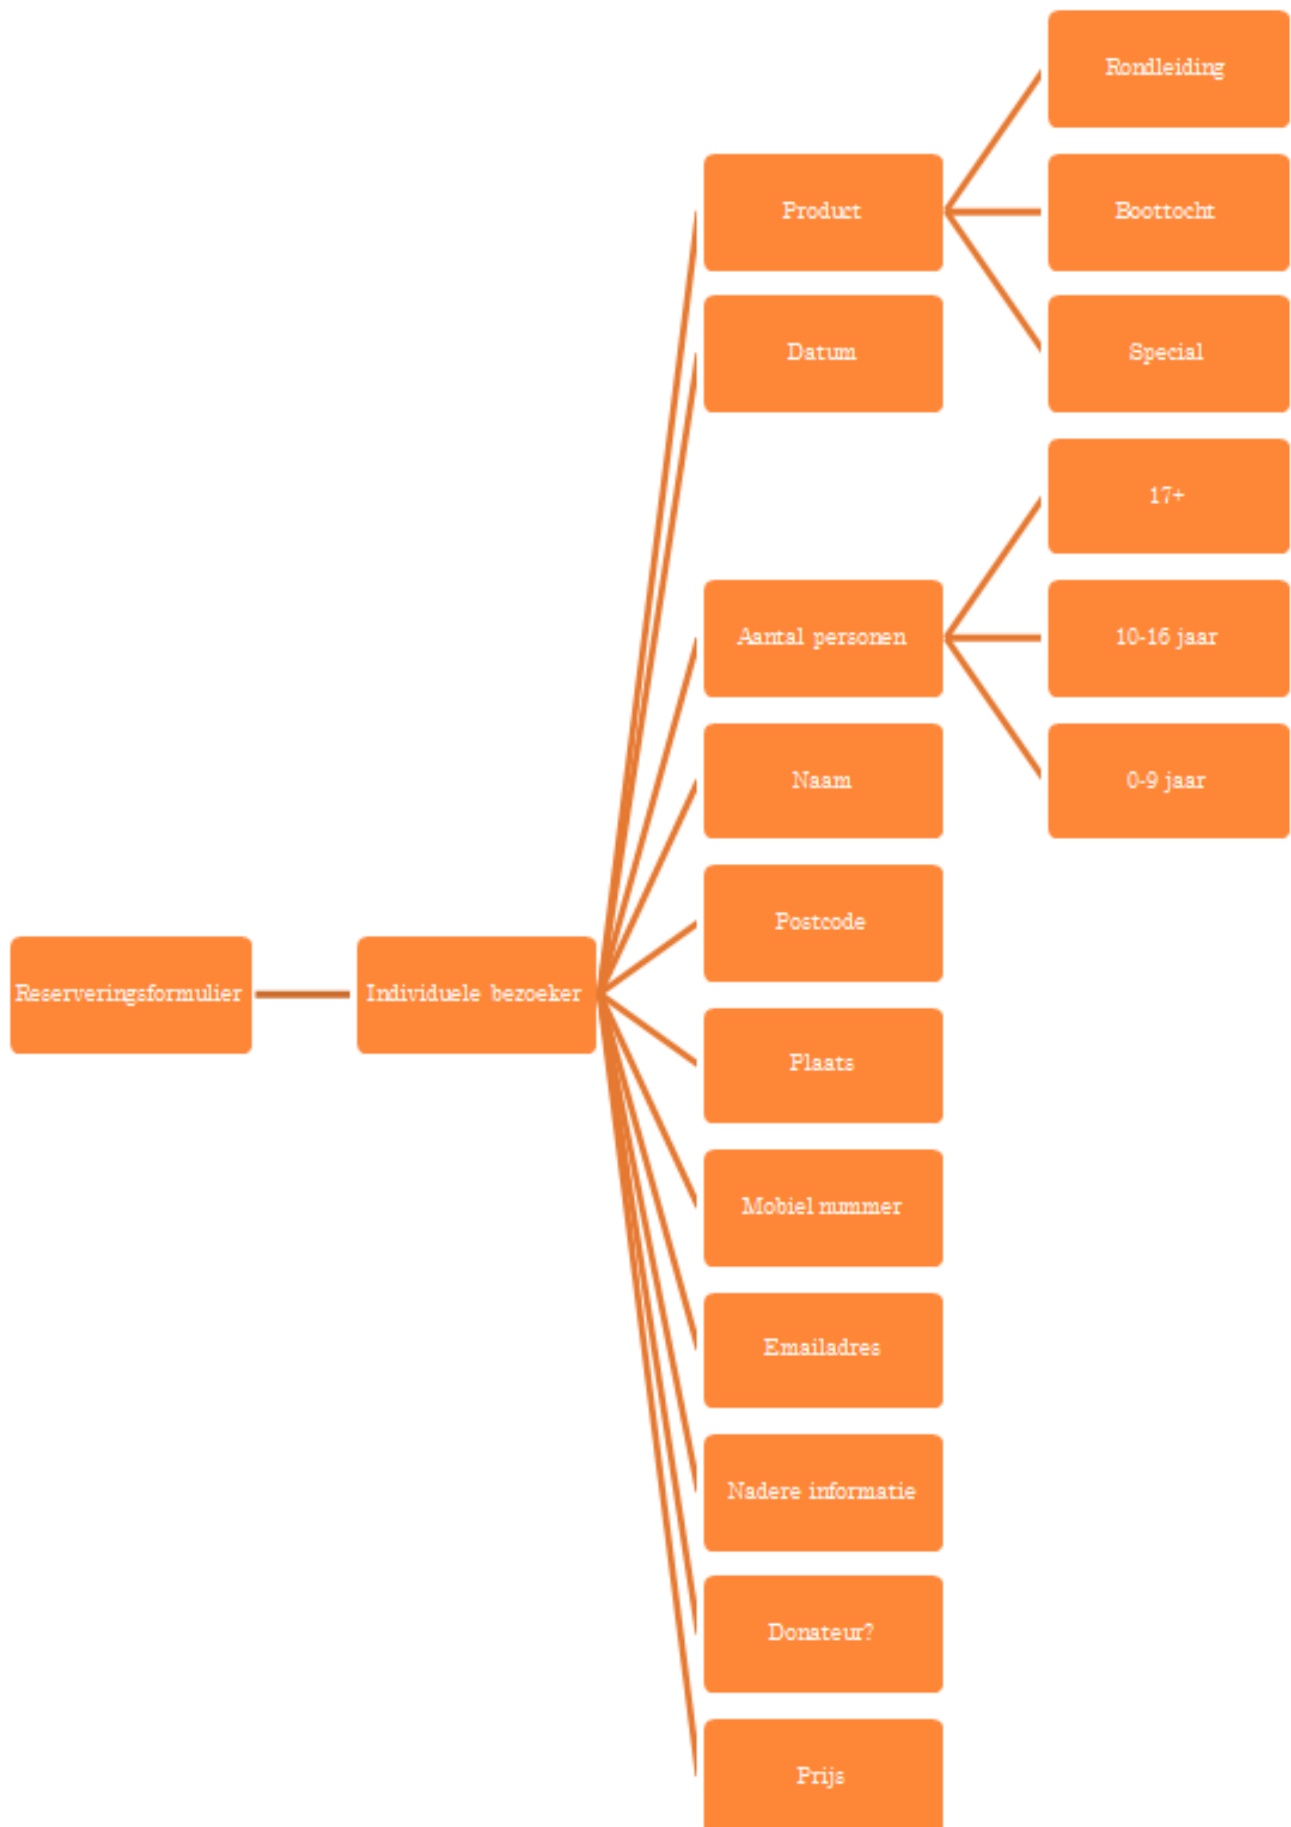 Rondleiding
Product
Boottocht
Datum
Special
17+
Aantal personen
10-16 jaar
Naam
0-9 jaar
Postcode
Reserveringsformulier
Individuele bezoeker
Plaats
Mobiel nummer
Emailadres
Nadere informatie
Donateur?
Prijs